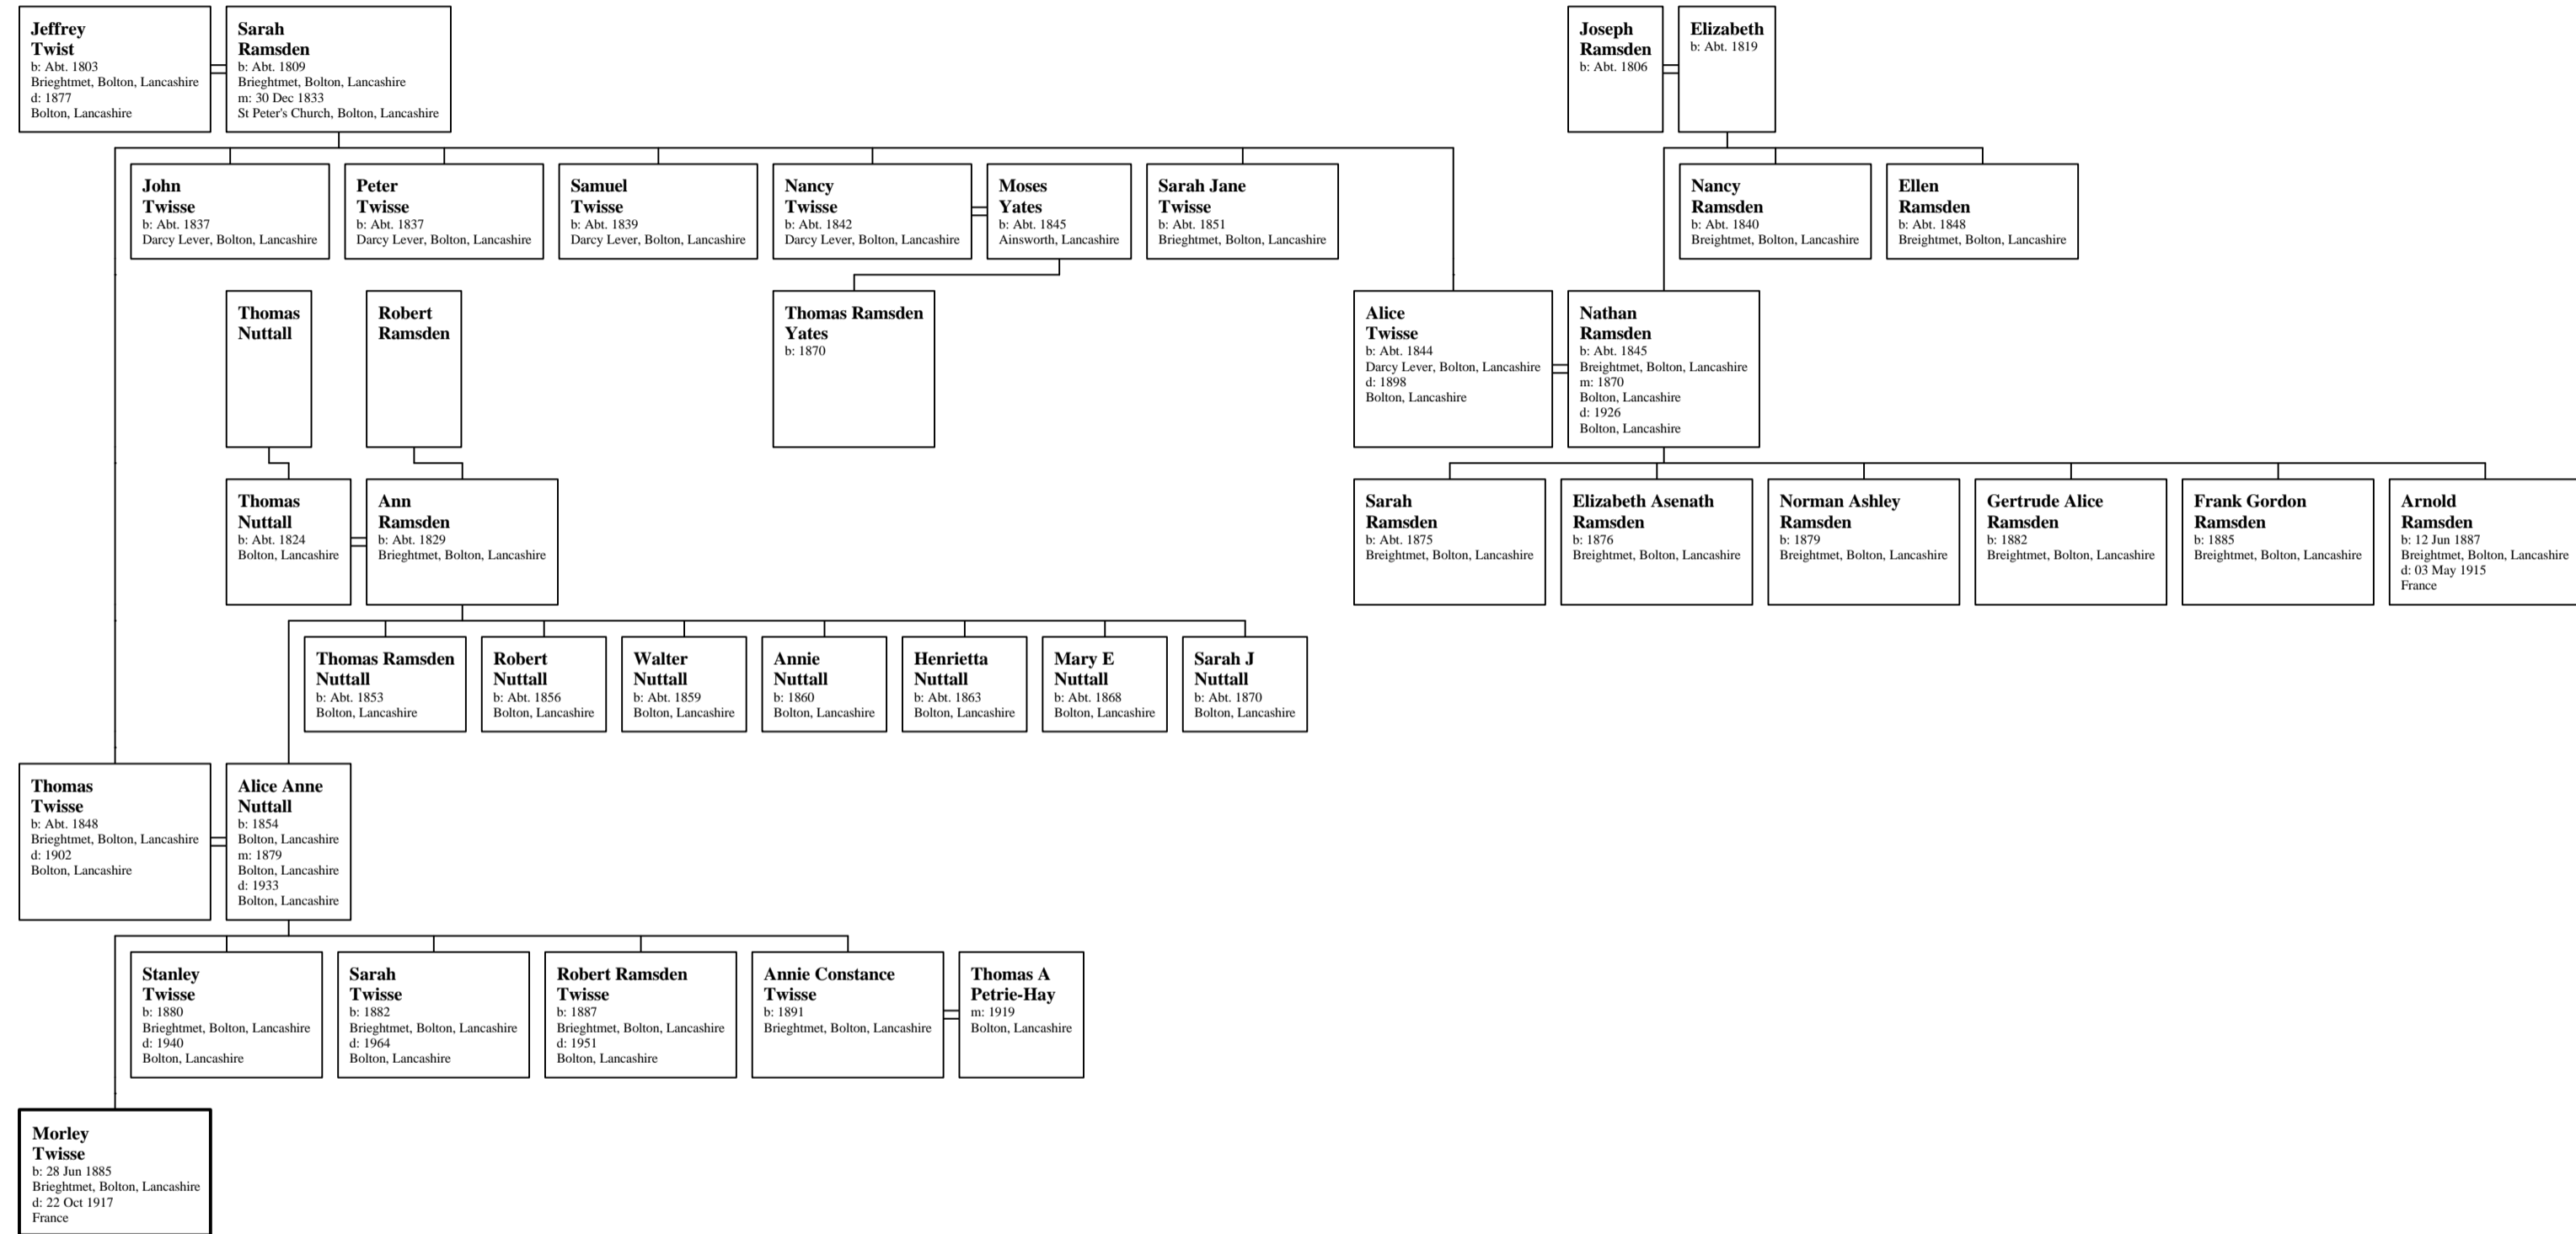 Jeffrey
Twist
b: Abt. 1803
Brieghtmet, Bolton, Lancashire
d: 1877
Bolton, Lancashire
Sarah
Ramsden
b: Abt. 1809
Brieghtmet, Bolton, Lancashire
m: 30 Dec 1833
St Peter's Church, Bolton, Lancashire
Joseph
Ramsden
b: Abt. 1806
Elizabeth
b: Abt. 1819
John
Twisse
b: Abt. 1837
Darcy Lever, Bolton, Lancashire
Peter
Twisse
b: Abt. 1837
Darcy Lever, Bolton, Lancashire
Samuel
Twisse
b: Abt. 1839
Darcy Lever, Bolton, Lancashire
Nancy
Twisse
b: Abt. 1842
Darcy Lever, Bolton, Lancashire
Moses
Yates
b: Abt. 1845
Ainsworth, Lancashire
Sarah Jane
Twisse
b: Abt. 1851
Brieghtmet, Bolton, Lancashire
Nancy
Ramsden
b: Abt. 1840
Breightmet, Bolton, Lancashire
Ellen
Ramsden
b: Abt. 1848
Breightmet, Bolton, Lancashire
Thomas
Nuttall
Robert
Ramsden
Thomas Ramsden
Yates
b: 1870
Alice
Twisse
b: Abt. 1844
Darcy Lever, Bolton, Lancashire
d: 1898
Bolton, Lancashire
Nathan
Ramsden
b: Abt. 1845
Breightmet, Bolton, Lancashire
m: 1870
Bolton, Lancashire
d: 1926
Bolton, Lancashire
Thomas
Nuttall
b: Abt. 1824
Bolton, Lancashire
Ann
Ramsden
b: Abt. 1829
Brieghtmet, Bolton, Lancashire
Sarah
Ramsden
b: Abt. 1875
Breightmet, Bolton, Lancashire
Elizabeth Asenath
Ramsden
b: 1876
Breightmet, Bolton, Lancashire
Norman Ashley
Ramsden
b: 1879
Breightmet, Bolton, Lancashire
Gertrude Alice
Ramsden
b: 1882
Breightmet, Bolton, Lancashire
Frank Gordon
Ramsden
b: 1885
Breightmet, Bolton, Lancashire
Arnold
Ramsden
b: 12 Jun 1887
Breightmet, Bolton, Lancashire
d: 03 May 1915
France
Thomas Ramsden
Nuttall
b: Abt. 1853
Bolton, Lancashire
Robert
Nuttall
b: Abt. 1856
Bolton, Lancashire
Walter
Nuttall
b: Abt. 1859
Bolton, Lancashire
Annie
Nuttall
b: 1860
Bolton, Lancashire
Henrietta
Nuttall
b: Abt. 1863
Bolton, Lancashire
Mary E
Nuttall
b: Abt. 1868
Bolton, Lancashire
Sarah J
Nuttall
b: Abt. 1870
Bolton, Lancashire
Thomas
Twisse
b: Abt. 1848
Brieghtmet, Bolton, Lancashire
d: 1902
Bolton, Lancashire
Alice Anne
Nuttall
b: 1854
Bolton, Lancashire
m: 1879
Bolton, Lancashire
d: 1933
Bolton, Lancashire
Stanley
Twisse
b: 1880
Brieghtmet, Bolton, Lancashire
d: 1940
Bolton, Lancashire
Sarah
Twisse
b: 1882
Brieghtmet, Bolton, Lancashire
d: 1964
Bolton, Lancashire
Robert Ramsden
Twisse
b: 1887
Brieghtmet, Bolton, Lancashire
d: 1951
Bolton, Lancashire
Annie Constance
Twisse
b: 1891
Brieghtmet, Bolton, Lancashire
Thomas A
Petrie-Hay
m: 1919
Bolton, Lancashire
Morley
Twisse
b: 28 Jun 1885
Brieghtmet, Bolton, Lancashire
d: 22 Oct 1917
France